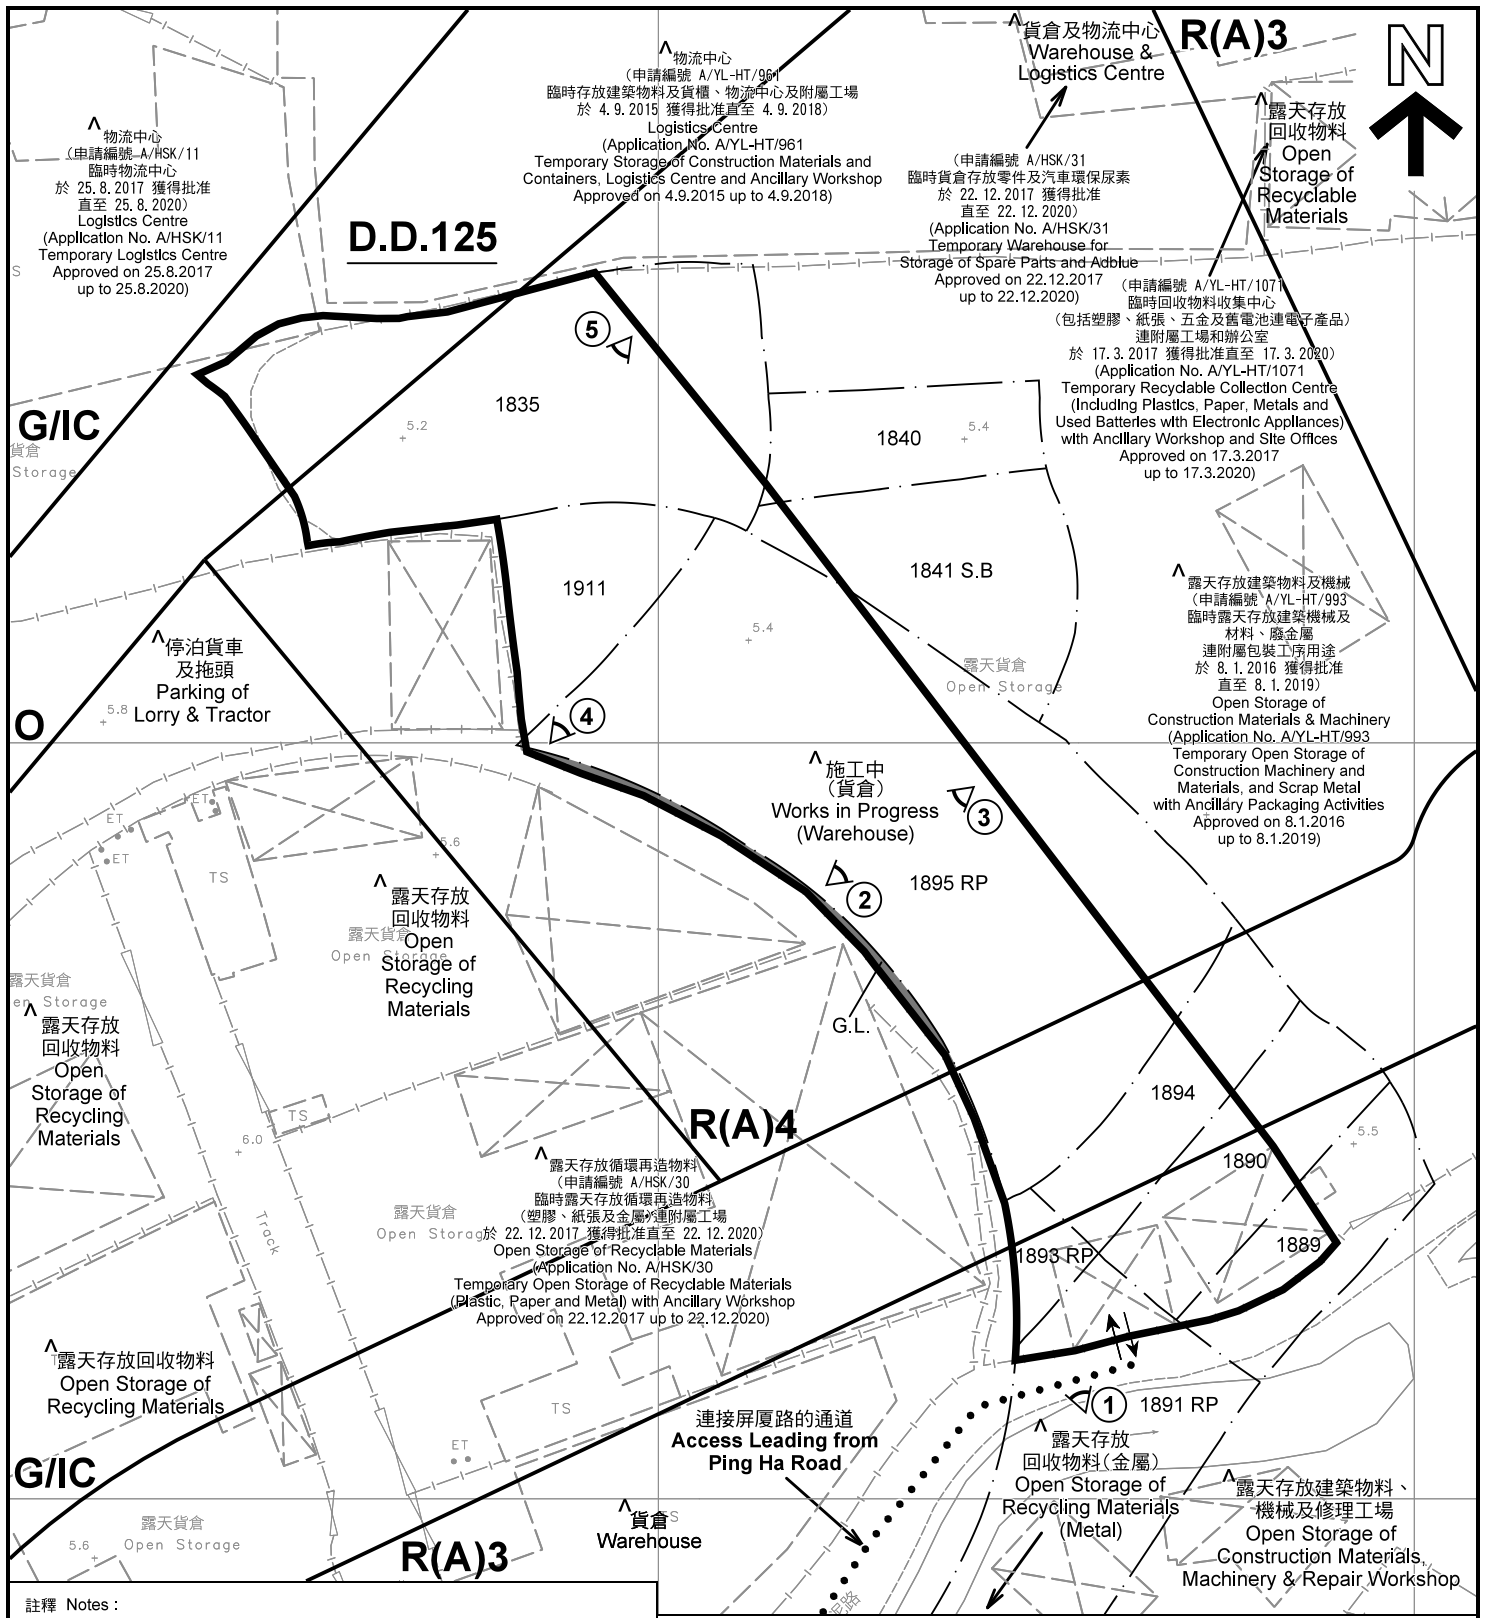 R(A)3
N
^貨倉及物流中心
Warehouse &
Logistics Centre
^物流中心
(申請編號 A/YL-HT/961
臨時存放建築物料及貨櫃、物流中心及附屬工場
於 4.9.2015 獲得批准直至 4.9.2018)
Logistics Centre
(Application No. A/YL-HT/961
Temporary Storage of Construction Materials and
Containers, Logistics Centre and Ancillary Workshop
Approved on 4.9.2015 up to 4.9.2018)
^露天存放
回收物料
Open
Storage of
Recyclable
Materials
^物流中心
(申請編號 A/HSK/11
臨時物流中心
於 25.8.2017 獲得批准
直至 25.8.2020)
Logistics Centre
(Application No. A/HSK/11
Temporary Logistics Centre
Approved on 25.8.2017
up to 25.8.2020)
S
(申請編號 A/HSK/31
臨時貨倉存放零件及汽車環保尿素
於 22.12.2017 獲得批准
直至 22.12.2020)
(Application No. A/HSK/31
Temporary Warehouse for
Storage of Spare Parts and Adblue
Approved on 22.12.2017
up to 22.12.2020)
D.D.125
(申請編號 A/YL-HT/1071
臨時回收物料收集中心
(包括塑膠、紙張、五金及舊電池連電子產品)
連附屬工場和辦公室
於 17.3.2017 獲得批准直至 17.3.2020)
(Application No. A/YL-HT/1071
Temporary Recyclable Collection Centre
(Including Plastics, Paper, Metals and
Used Batteries with Electronic Appliances)
with Ancillary Workshop and Site Offices
Approved on 17.3.2017
up to 17.3.2020)
5
1835
5.2
1840
5.4
G/IC
貨倉
Storage
1911
1841 S.B
5.4
^露天存放建築物料及機械
(申請編號 A/YL-HT/993
臨時露天存放建築機械及
材料、廢金屬
連附屬包裝工序用途
於 8.1.2016 獲得批准
直至 8.1.2019)
Open Storage of
Construction Materials & Machinery
(Application No. A/YL-HT/993
Temporary Open Storage of
Construction Machinery and
Materials, and Scrap Metal
with Ancillary Packaging Activities
Approved on 8.1.2016
up to 8.1.2019)
^停泊貨車
及拖頭
Parking of
Lorry & Tractor
露天貨倉
Open Storage
O
5.8
4
^施工中
(貨倉)
Works in Progress
(Warehouse)
3
ET
ET
ET
5.6
TS
2
1895 RP
^露天存放
回收物料
Open
Storage of
Recycling
Materials
露天貨倉
Open Storage
露天貨倉
en Storage
^露天存放
回收物料
Open
Storage of
Recycling
Materials
G.L.
1894
TS
6.0
R(A)4
5.5
1890
^露天存放循環再造物料
(申請編號 A/HSK/30
臨時露天存放循環再造物料
(塑膠、紙張及金屬)連附屬工場
於 22.12.2017 獲得批准直至 22.12.2020)
Open Storage of Recyclable Materials
(Application No. A/HSK/30
Temporary Open Storage of Recyclable Materials
(Plastic, Paper and Metal) with Ancillary Workshop
Approved on 22.12.2017 up to 22.12.2020)
露天貨倉
Open Storage
Track
1893 RP
1889
^露天存放回收物料
Open Storage of
Recycling Materials
TS
1
1891 RP
連接屏厦路的通道
Access Leading from
Ping Ha Road
ET
^露天存放
回收物料(金屬)
Open Storage of
Recycling Materials
(Metal)
^露天存放建築物料、
機械及修理工場
Open Storage of
Construction Materials,
Machinery & Repair Workshop
G/IC
露天貨倉
Open Storage
5.6
TS
^貨倉
Warehouse
R(A)3
泥路
註釋 Notes :